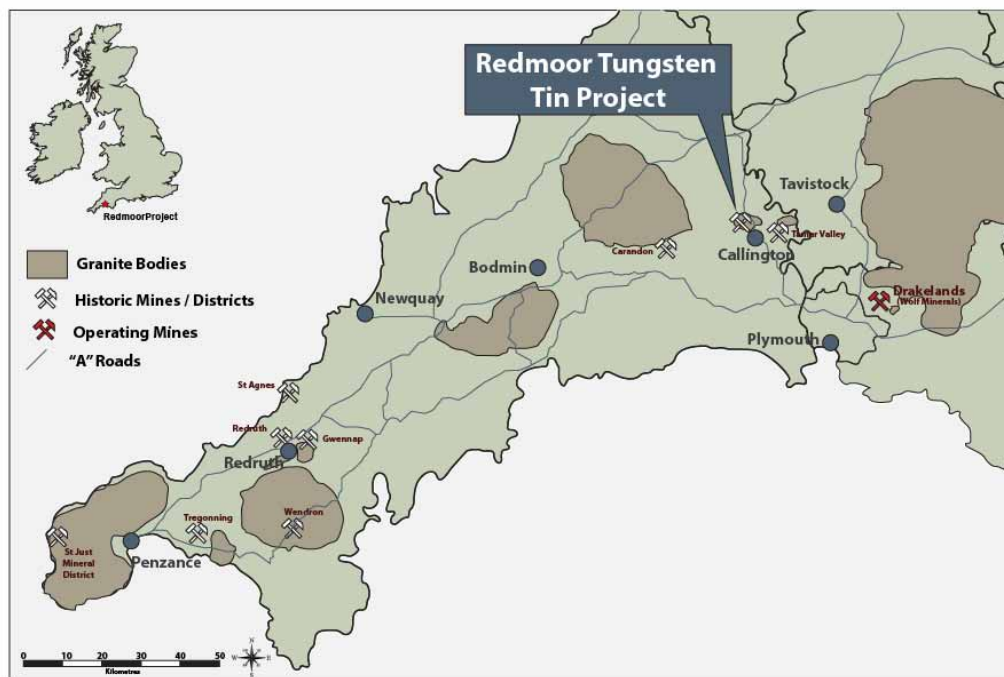 Redmoor Tungsten
Tin Project
RedmoorProject
Granite Bodies
Historic Mines / Districts
Operating Mines
"A" Roads
Tavistock
Callington
Tamar Valley
Carandon
Bodmin
Newquay
Drakelands
(Wolf Minerals)
Plymouth
St Agnes
Redruth
Gwennap
Redruth
Tregonning
Wendron
St Just
Mineral
District
Penzance
0 10 20 30 40 50
Kilometres
N
W E
S